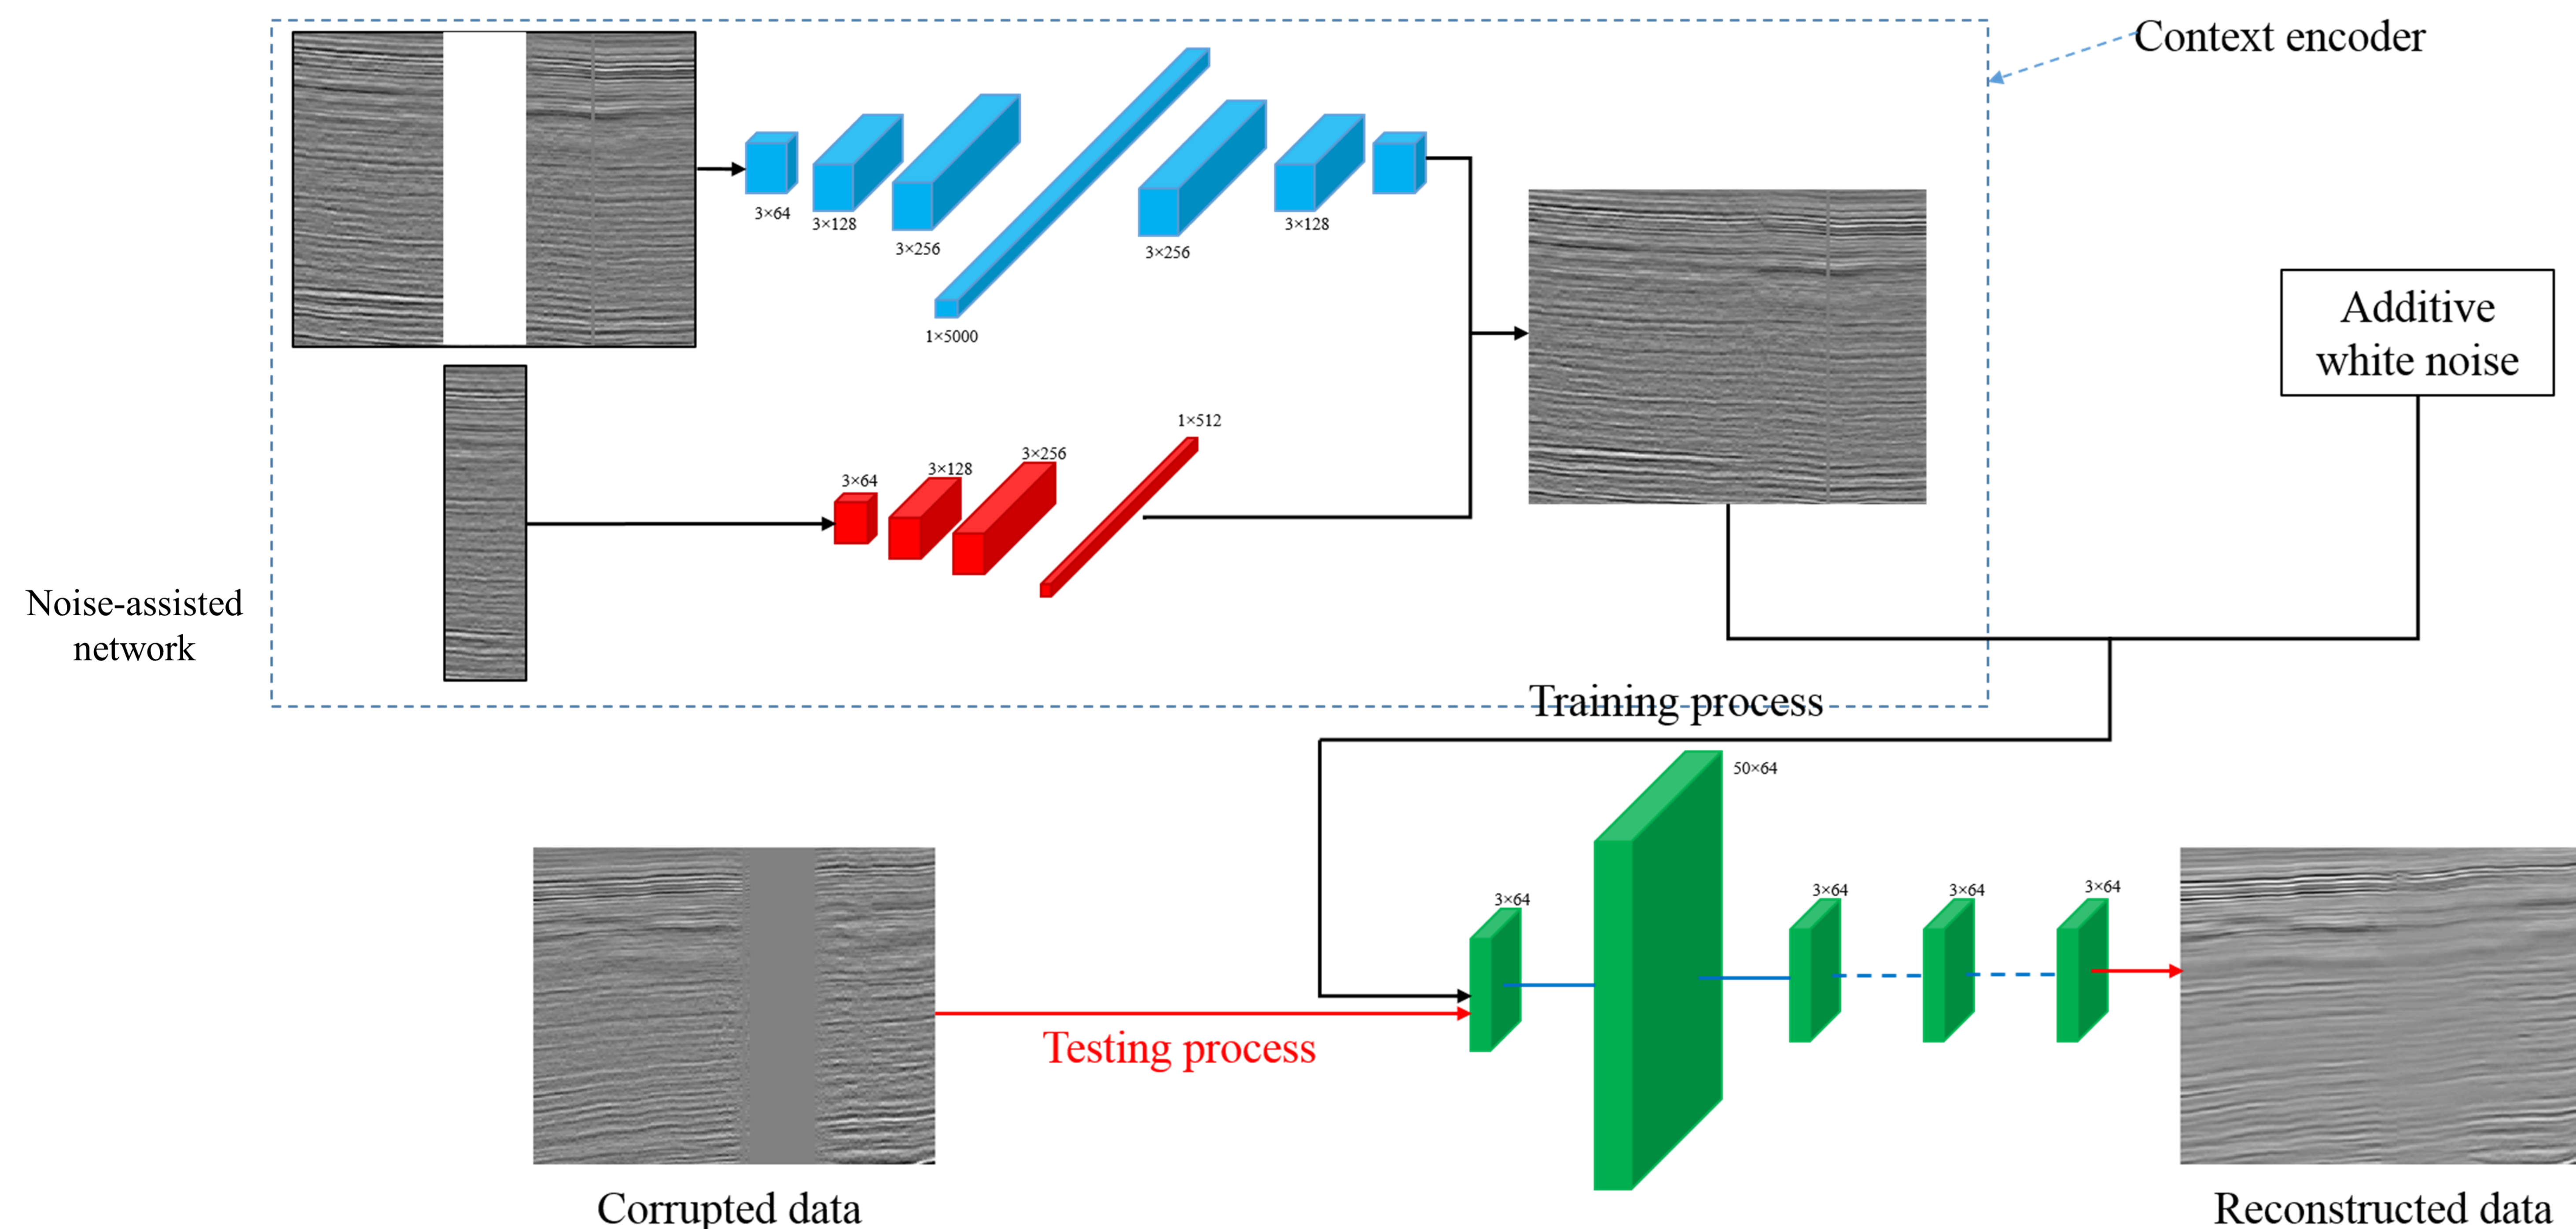 Context encoder
3×64
3×128
3×256
1×5000
3×256
3×128
Additive
white noise
1×512
3×256
3×128
3×64
Noise-assisted
network
Training process
50×64
3×64
3×64
3×64
3×64
Testing process
Corrupted data
Reconstructed data